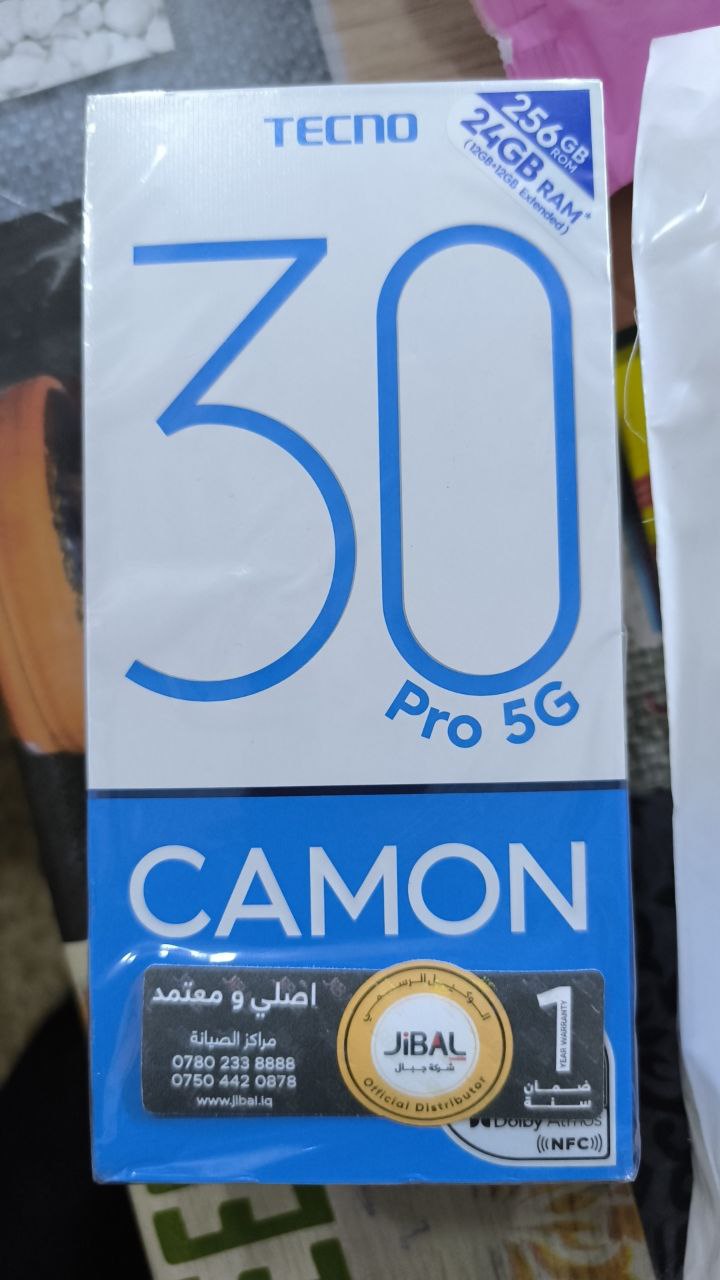 TECNO
256GB
ROM
24GB RAM*
(12GB+12GB Extended)
30
Pro 5G
CAMON
اصلي و معتمد
مراكز الصيانة
0780 233 8888
0750 442 0878
www.jibal.iq
الوكيل الرسمي
JiBAL
شركة جبال
Official Distributor
1
YEAR WARRANTY
ضمان
سنة
Dolby Atmos
NFC